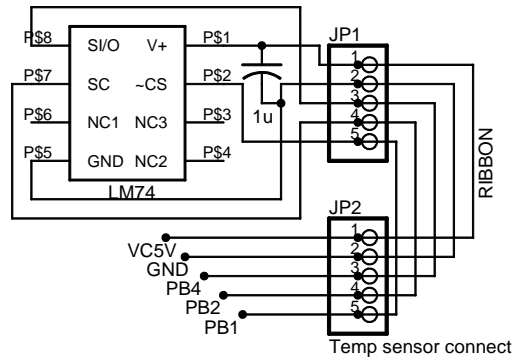 P$8 SI/O V+ P$1
P$7 SC ~CS P$2
P$6 NC1 NC3 P$3
P$5 GND NC2 P$4
LM74
1u
JP1
1
2
3
4
5
RIBBON
JP2
1
2
3
4
5
VC5V
GND
PB4
PB2
PB1
Temp sensor connect